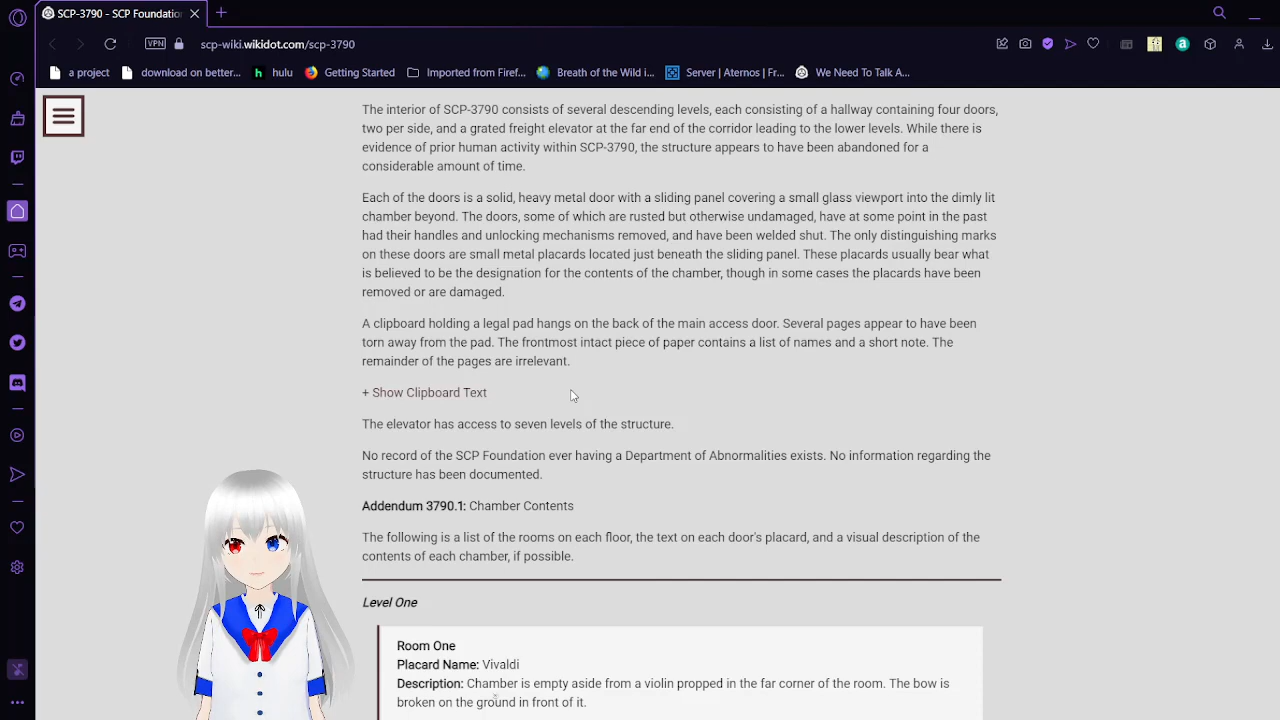 SCP-3790 - SCP Foundation
VPN
scp-wiki.wikidot.com/scp-3790
a project
download on better...
hulu
Getting Started
Imported from Firef...
Breath of the Wild i...
Server | Aternos | Fr...
We Need To Talk A...
The interior of SCP-3790 consists of several descending levels, each consisting of a hallway containing four doors,
two per side, and a grated freight elevator at the far end of the corridor leading to the lower levels. While there is
evidence of prior human activity within SCP-3790, the structure appears to have been abandoned for a
considerable amount of time.
Each of the doors is a solid, heavy metal door with a sliding panel covering a small glass viewport into the dimly lit
chamber beyond. The doors, some of which are rusted but otherwise undamaged, have at some point in the past
had their handles and unlocking mechanisms removed, and have been welded shut. The only distinguishing marks
on these doors are small metal placards located just beneath the sliding panel. These placards usually bear what
is believed to be the designation for the contents of the chamber, though in some cases the placards have been
removed or are damaged.
A clipboard holding a legal pad hangs on the back of the main access door. Several pages appear to have been
torn away from the pad. The frontmost intact piece of paper contains a list of names and a short note. The
remainder of the pages are irrelevant.
+ Show Clipboard Text
The elevator has access to seven levels of the structure.
No record of the SCP Foundation ever having a Department of Abnormalities exists. No information regarding the
structure has been documented.
Addendum 3790.1: Chamber Contents
The following is a list of the rooms on each floor, the text on each door's placard, and a visual description of the
contents of each chamber, if possible.
Level One
Room One
Placard Name: Vivaldi
Description: Chamber is empty aside from a violin propped in the far corner of the room. The bow is
broken on the ground in front of it.